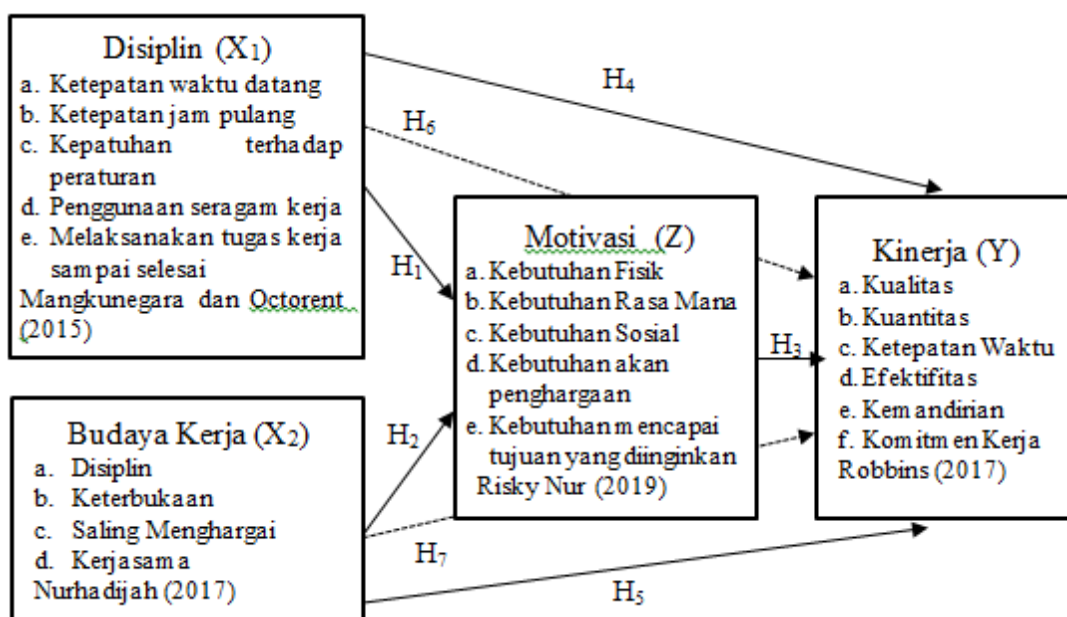 Disiplin (X1)
a. Ketepatan waktu datang
b. Ketepatan jam pulang
c. Kepatuhan terhadap
peraturan
d. Penggunaan seragam kerja
e. Melaksanakan tugas kerja
sampai selesai
Mangkunegara dan Octorent
(2015)
H4
H6
H1
Motivasi (Z)
a. Kebutuhan Fisik
b. Kebutuhan Rasa Mana
c. Kebutuhan Sosial
d. Kebutuhan akan
penghargaan
e. Kebutuhan mencapai
tujuan yang diinginkan
Risky Nur (2019)
H3
Kinerja (Y)
a. Kualitas
b. Kuantitas
c. Ketepatan Waktu
d. Efektifitas
e. Kemandirian
f. Komitmen Kerja
Robbins (2017)
Budaya Kerja (X2)
a. Disiplin
b. Keterbukaan
c. Saling Menghargai
d. Kerjasama
Nurhadijah (2017)
H2
H7
H5